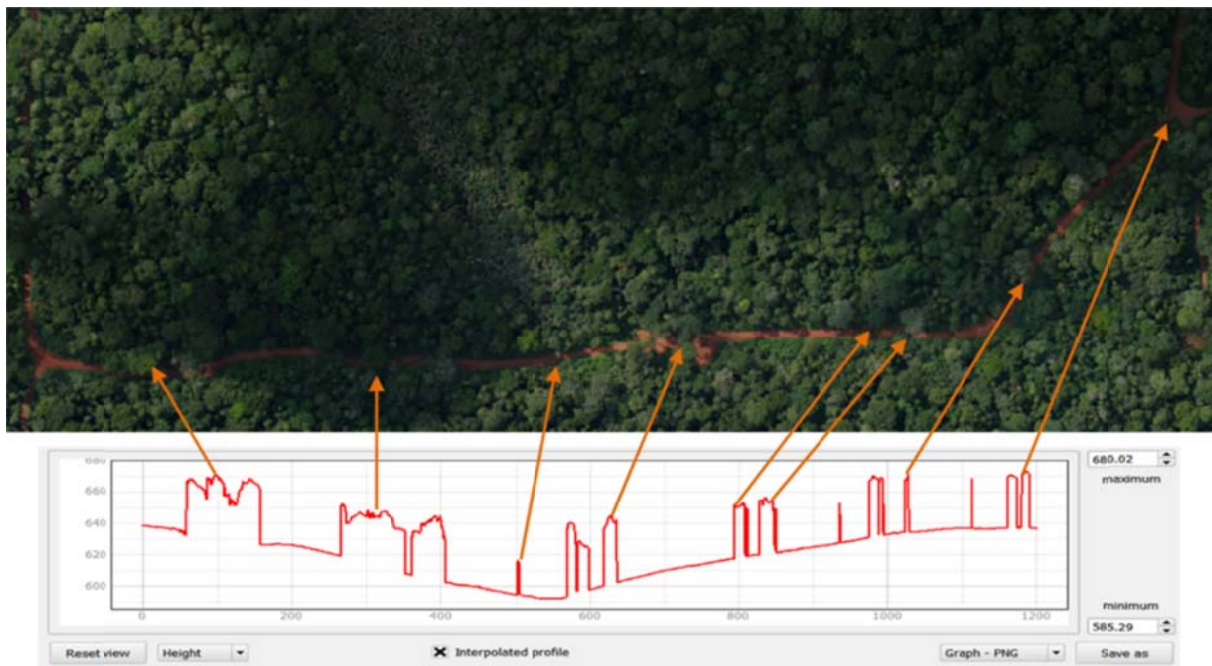 680
680.02
maximum
660
640
620
600
minimum
585.29
0 200 400 600 800 1000 1200
Reset view Height Interpolated profile Graph - PNG Save as